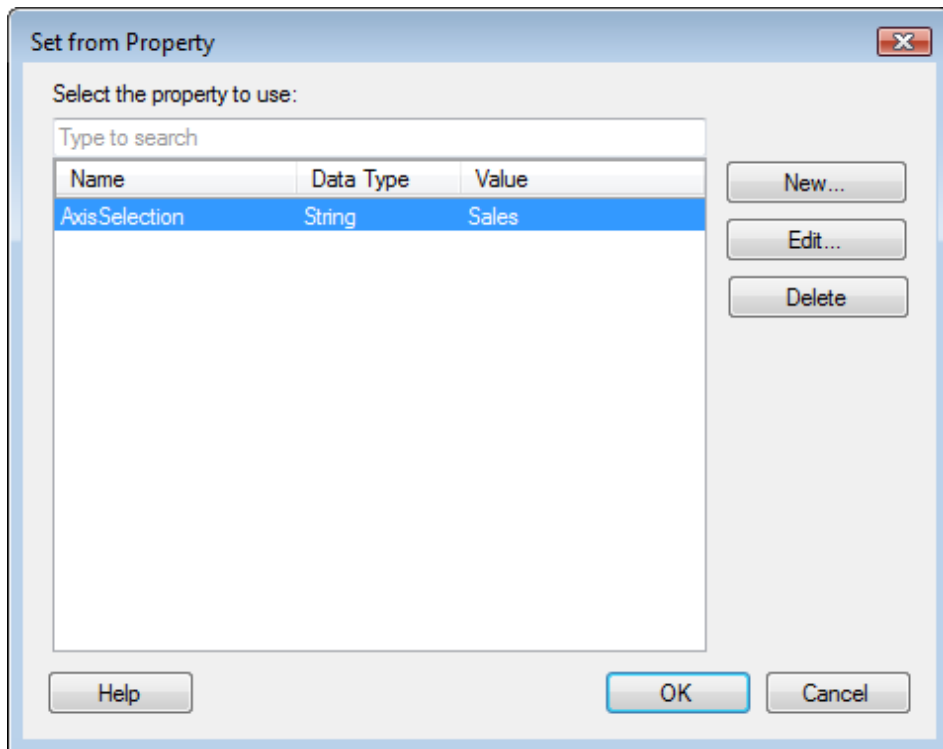 Set from Property
Select the property to use:
Type to search
Name Data Type Value
AxisSelection String Sales
New...
Edit...
Delete
Help OK Cancel